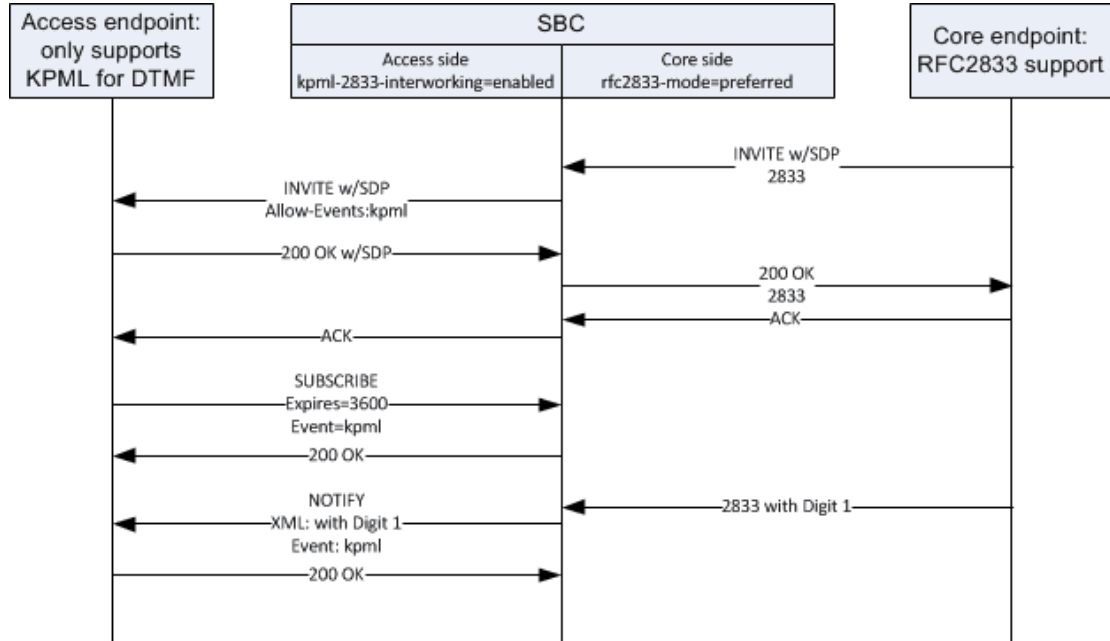 Access endpoint:
only supports
KPML for DTMF
SBC
Access side
kpml-2833-interworking=enabled
Core side
rfc2833-mode=preferred
Core endpoint:
RFC2833 support
INVITE w/SDP
2833
INVITE w/SDP
Allow-Events:kpml
200 OK w/SDP
200 OK
2833
ACK
ACK
SUBSCRIBE
Expires=3600
Event=kpml
200 OK
2833 with Digit 1
NOTIFY
XML: with Digit 1
Event: kpml
200 OK